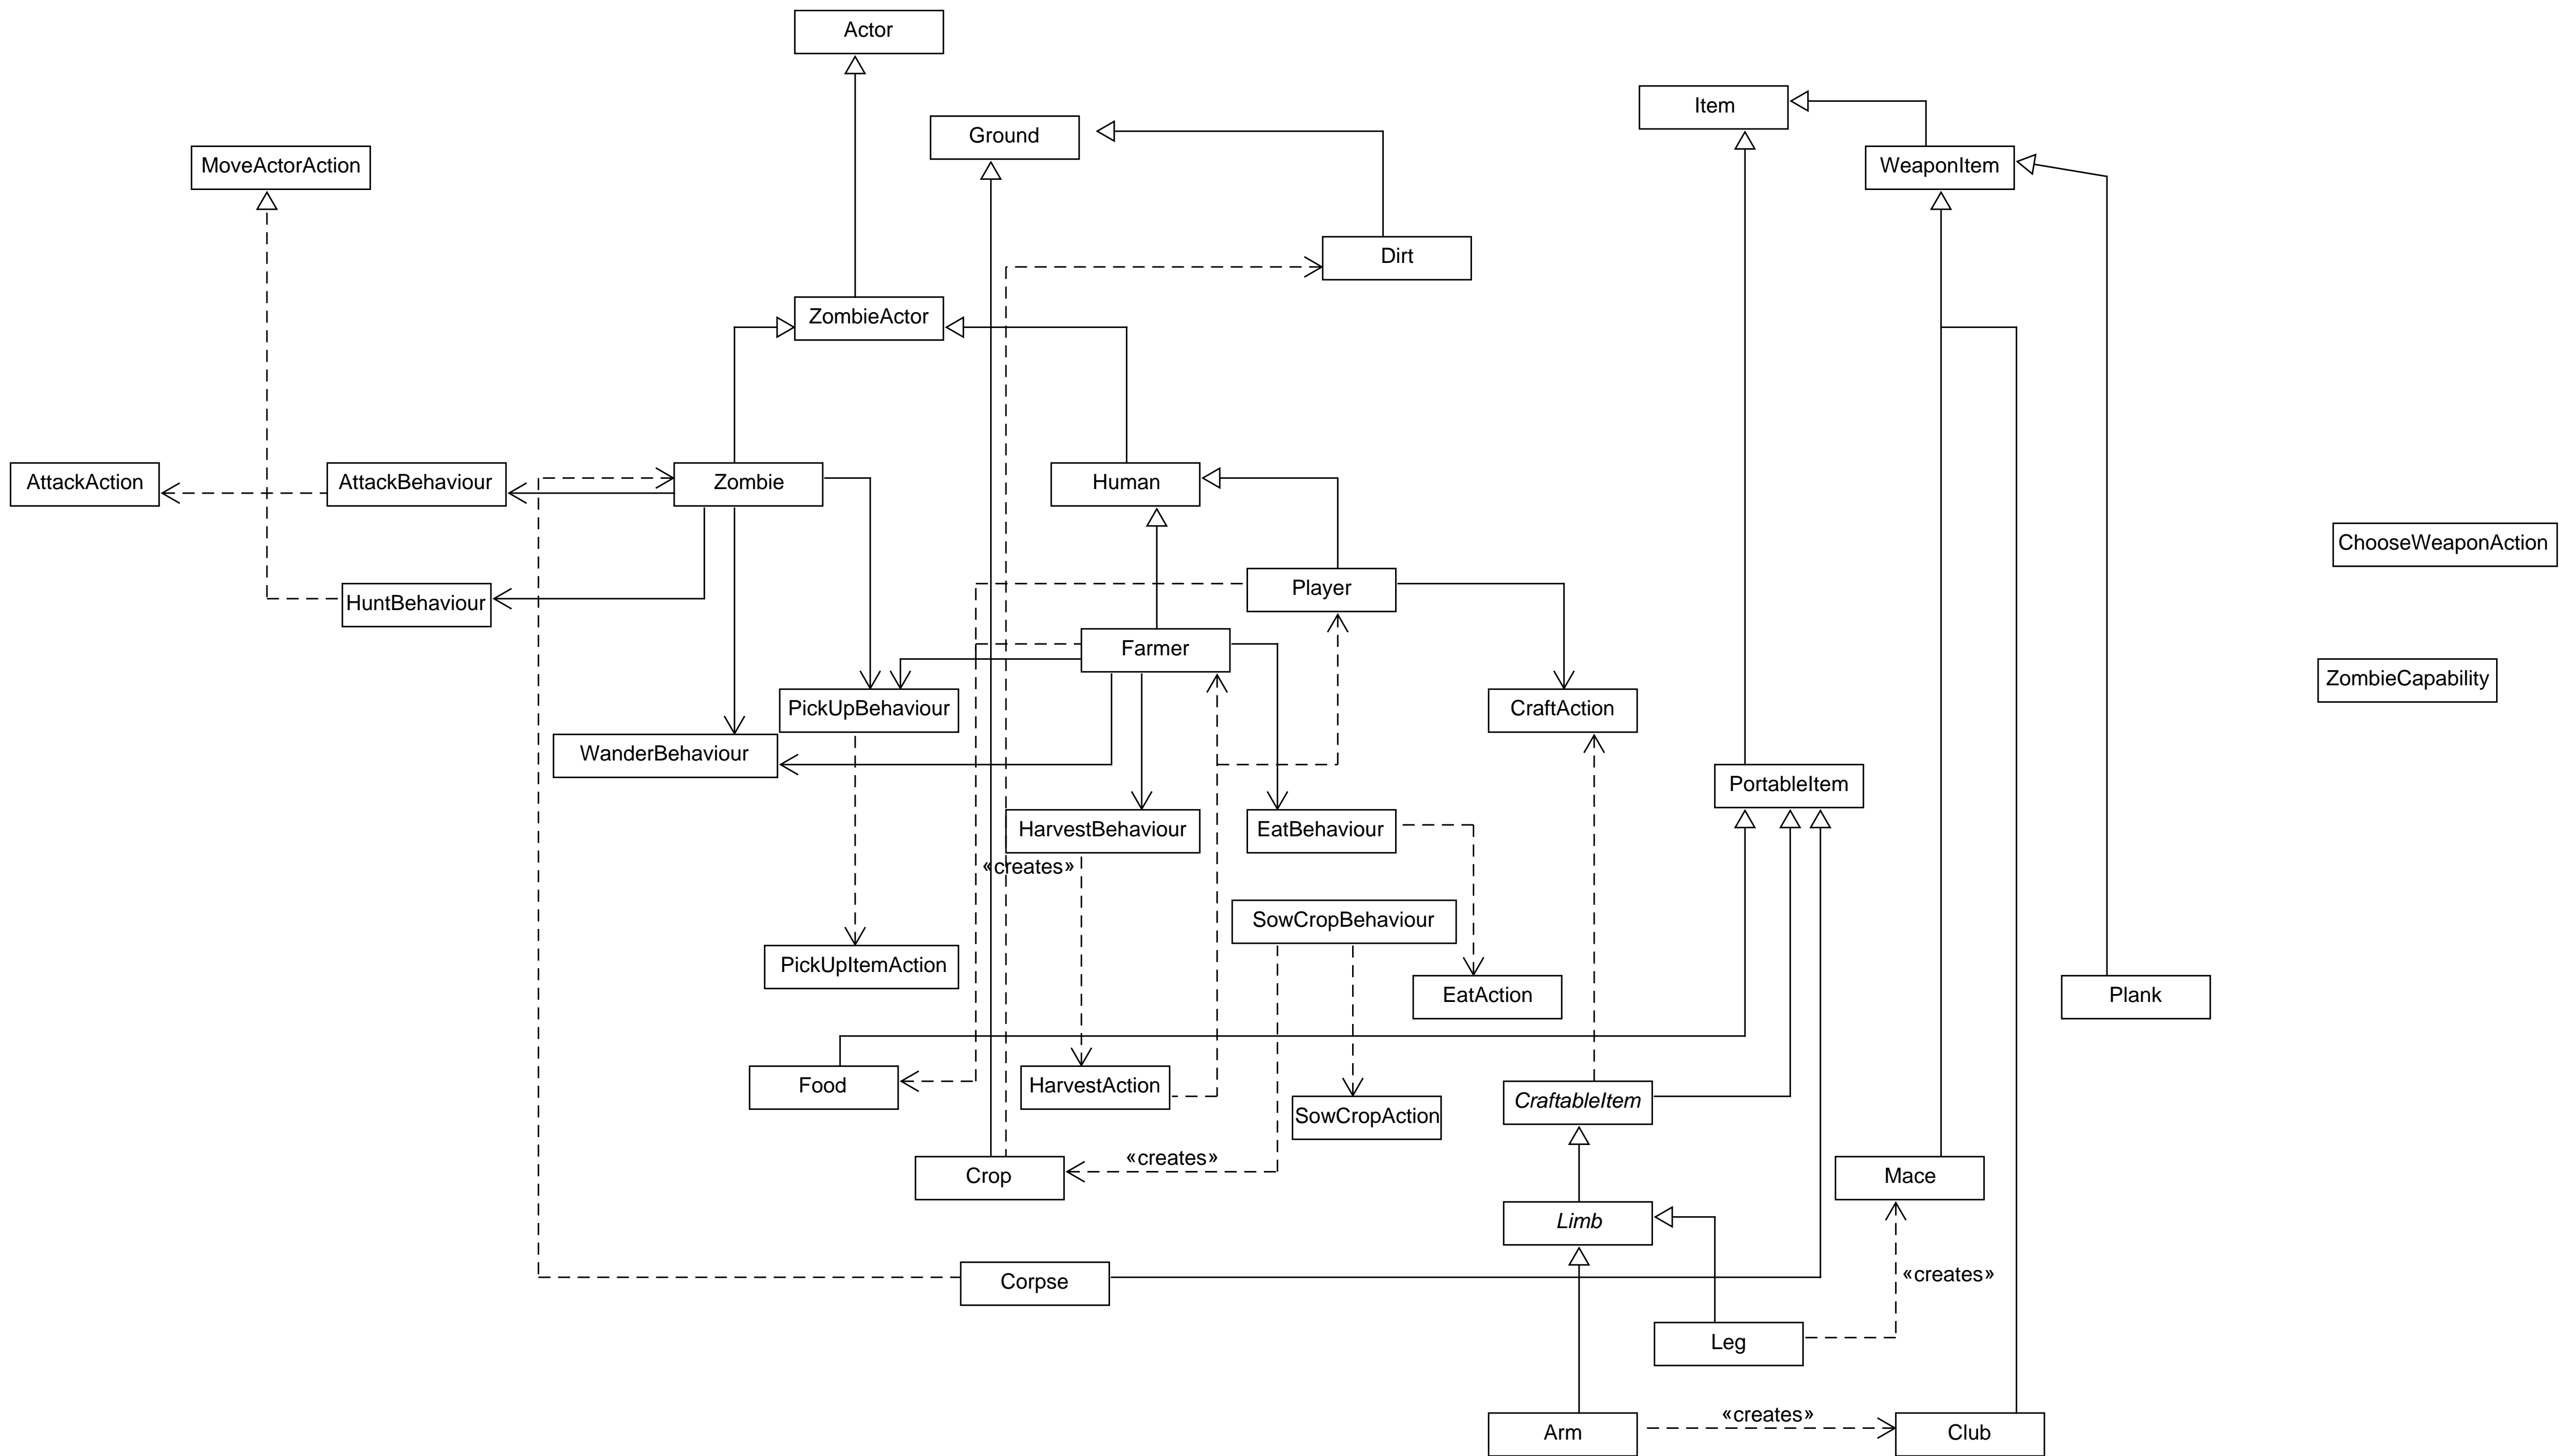 Actor
Item
Ground
MoveActorAction
WeaponItem
Dirt
ZombieActor
AttackAction
AttackBehaviour
Zombie
Human
ChooseWeaponAction
Player
HuntBehaviour
Farmer
ZombieCapability
PickUpBehaviour
CraftAction
WanderBehaviour
PortableItem
HarvestBehaviour
EatBehaviour
«creates»
SowCropBehaviour
PickUpItemAction
EatAction
Plank
Food
HarvestAction
CraftableItem
SowCropAction
«creates»
Crop
Mace
Limb
«creates»
Corpse
Leg
«creates»
Arm
Club